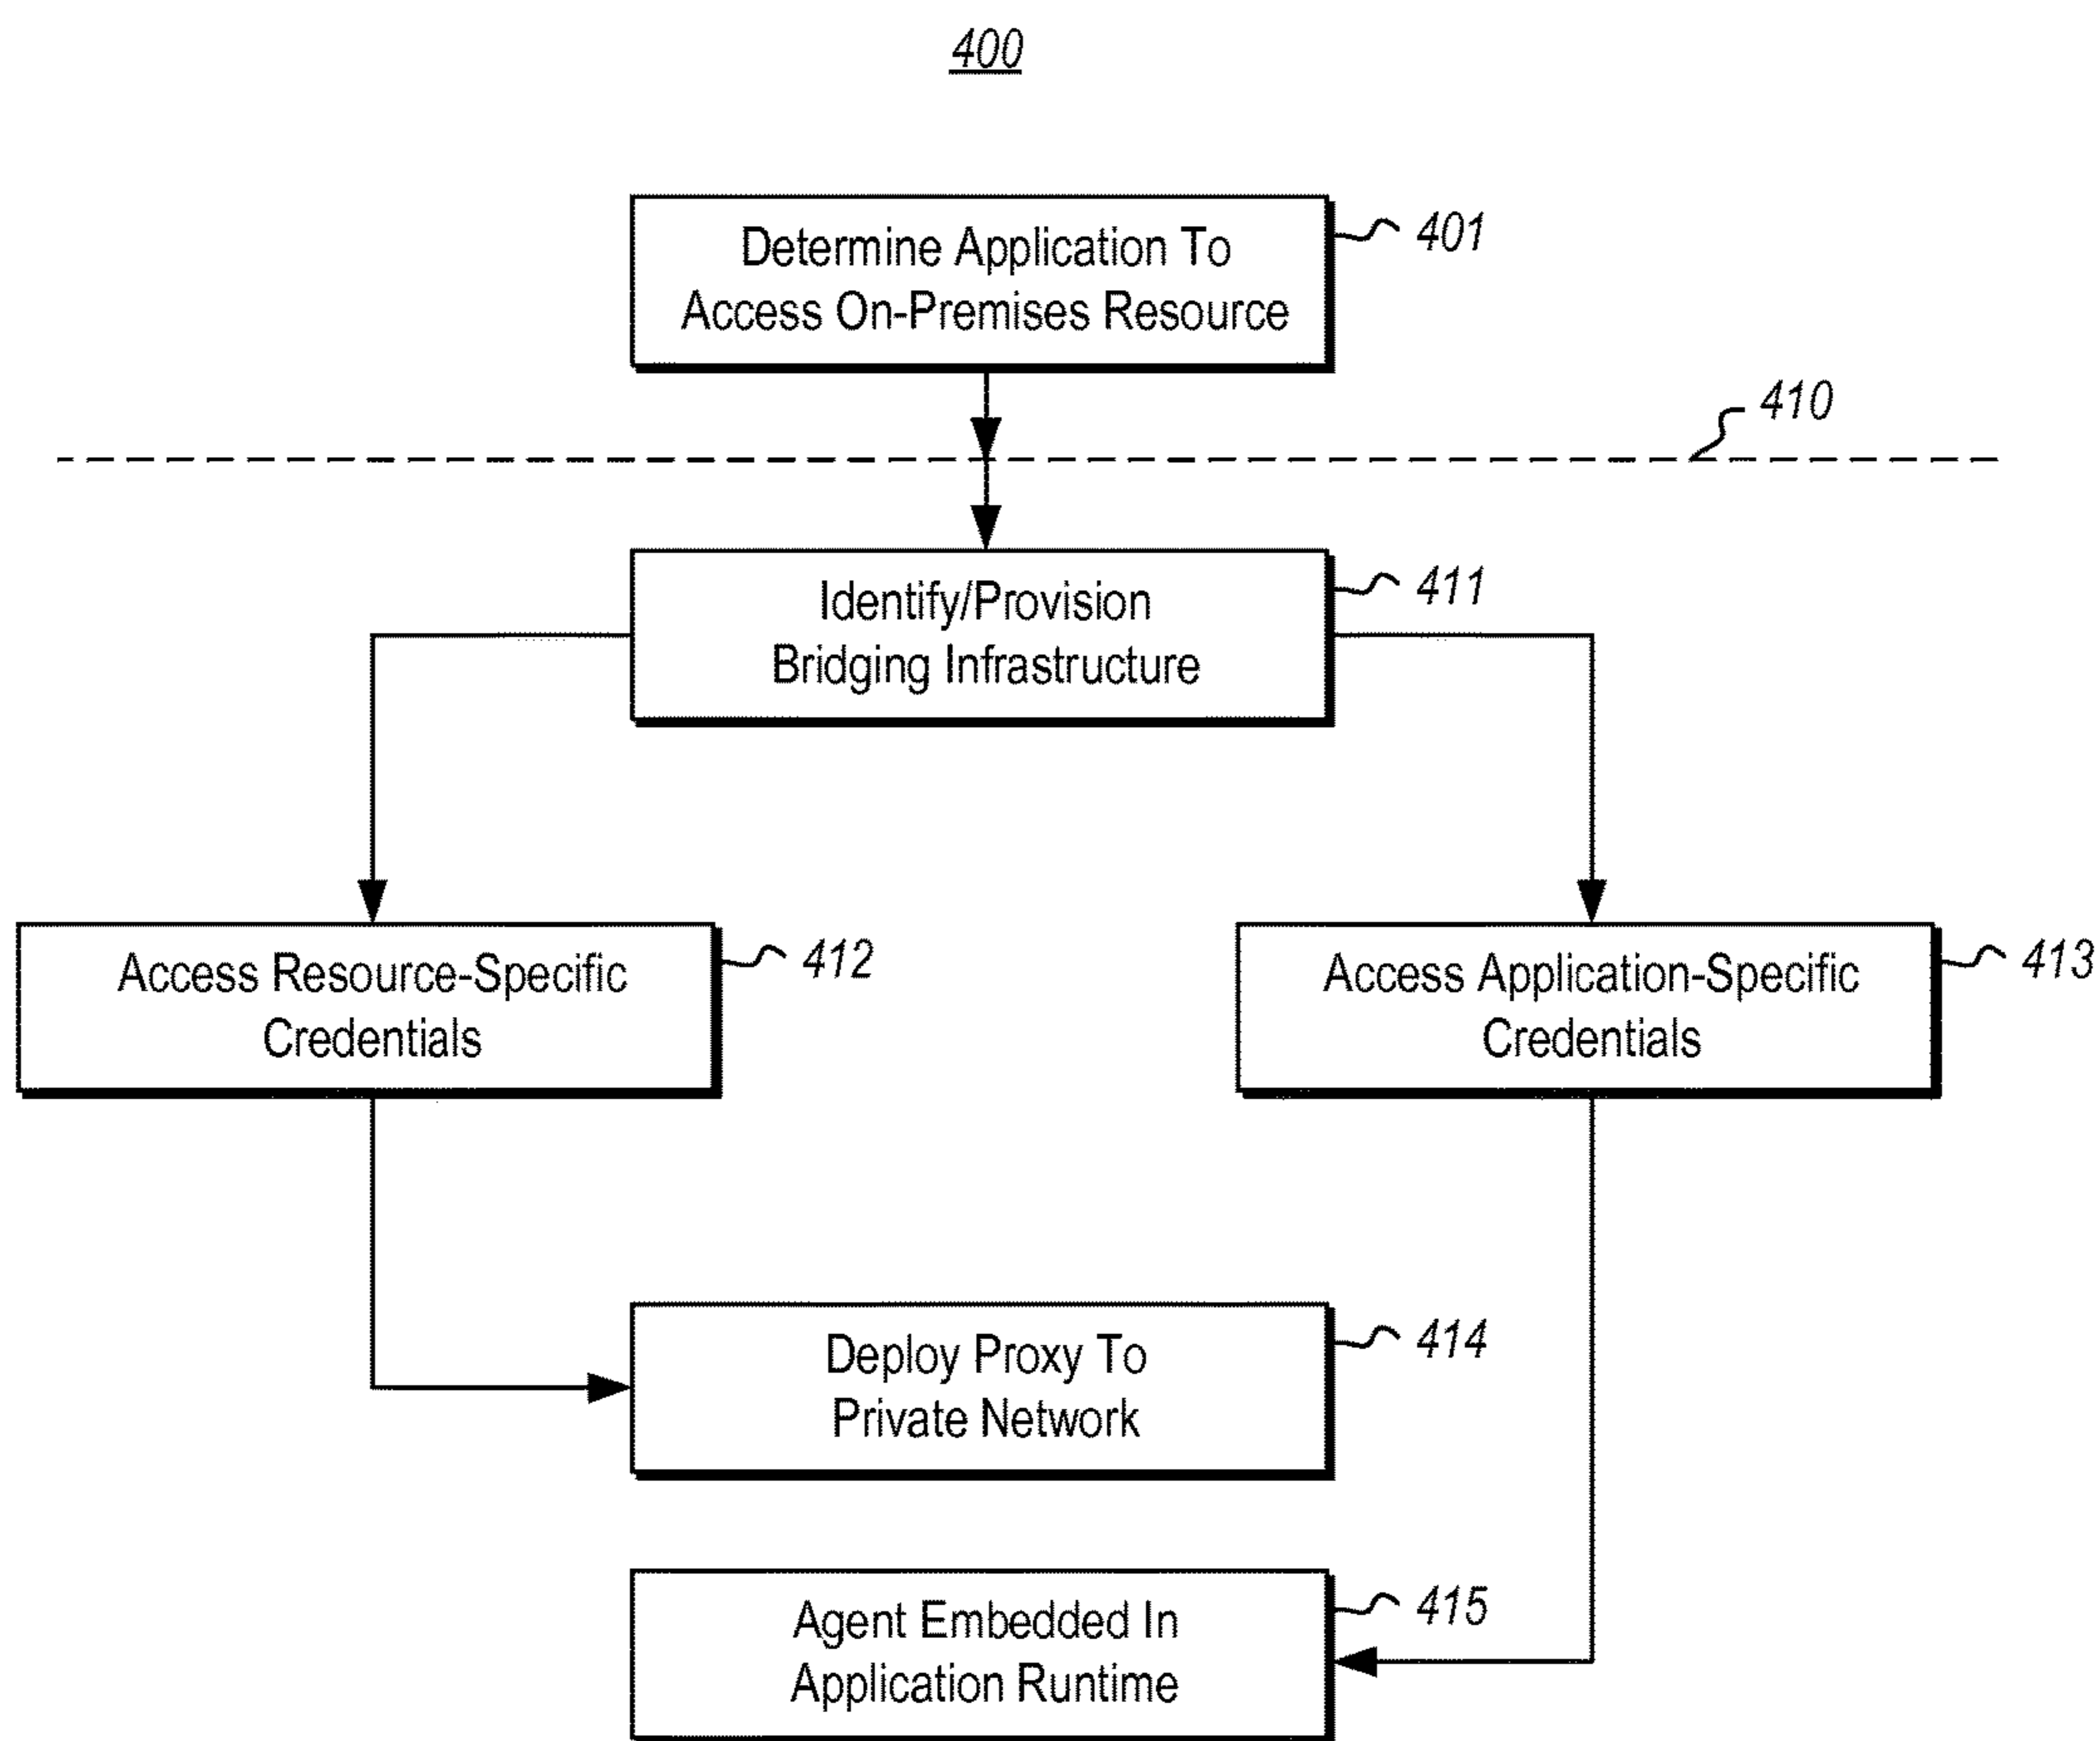 400
Determine Application To
Access On-Premises Resource
401
410
Identify/Provision
Bridging Infrastructure
411
Access Resource-Specific
Credentials
412
Access Application-Specific
Credentials
413
Deploy Proxy To
Private Network
414
Agent Embedded In
Application Runtime
415